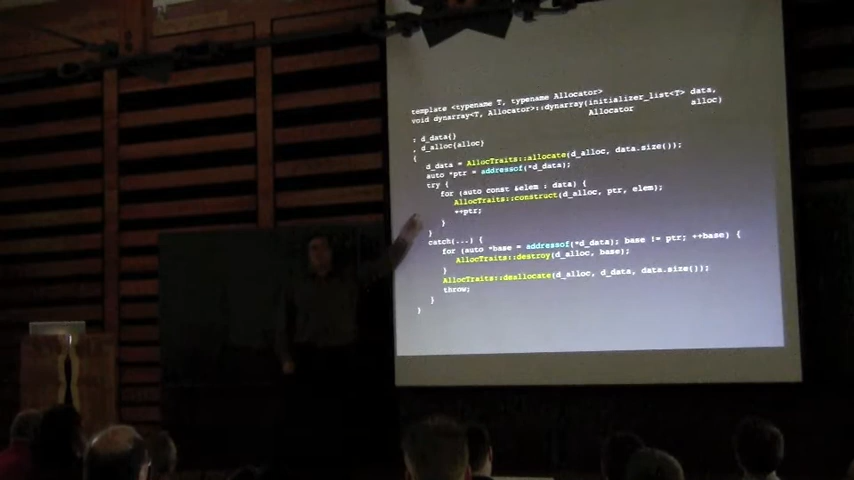 template <typename T, typename Allocator>
void dynarray<T, Allocator>::dynarray(initializer_list<T> data,
Allocator alloc)
: d_data{}
, d_alloc(alloc)
{
d_data = AllocTraits::allocate(d_alloc, data.size());
auto *ptr = addressof(*d_data);
try {
for (auto const &elem : data) {
AllocTraits::construct(d_alloc, ptr, elem);
++ptr;
}
}
catch(...) {
for (auto *base = addressof(*d_data); base != ptr; ++base) {
AllocTraits::destroy(d_alloc, base);
}
AllocTraits::deallocate(d_alloc, d_data, data.size());
throw;
}
}